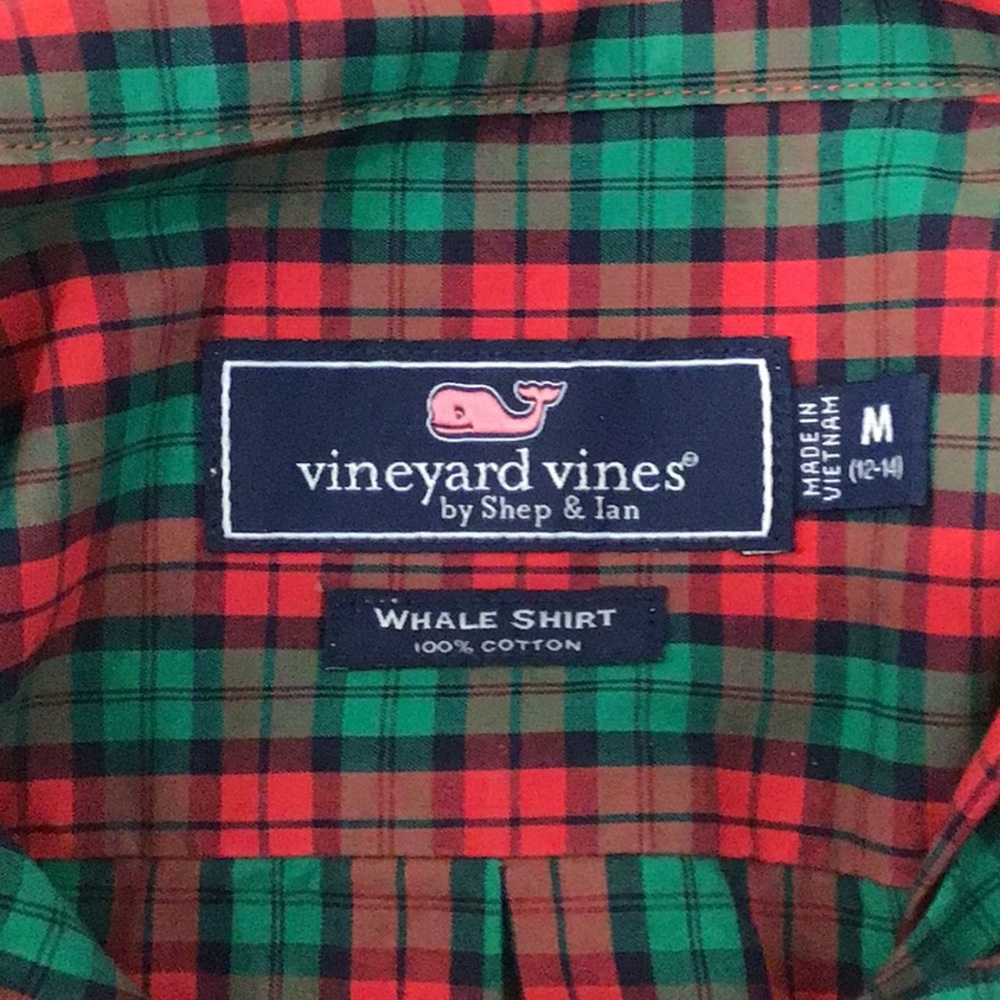 vineyard vines®
by Shep & Ian
MADE IN
VIETNAM
M
(12-14)
WHALE SHIRT
100% COTTON